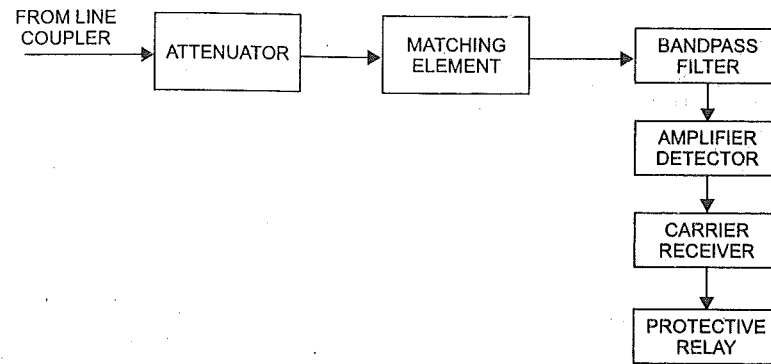 FROM LINE
COUPLER
ATTENUATOR
MATCHING
ELEMENT
BANDPASS
FILTER
AMPLIFIER
DETECTOR
CARRIER
RECEIVER
PROTECTIVE
RELAY